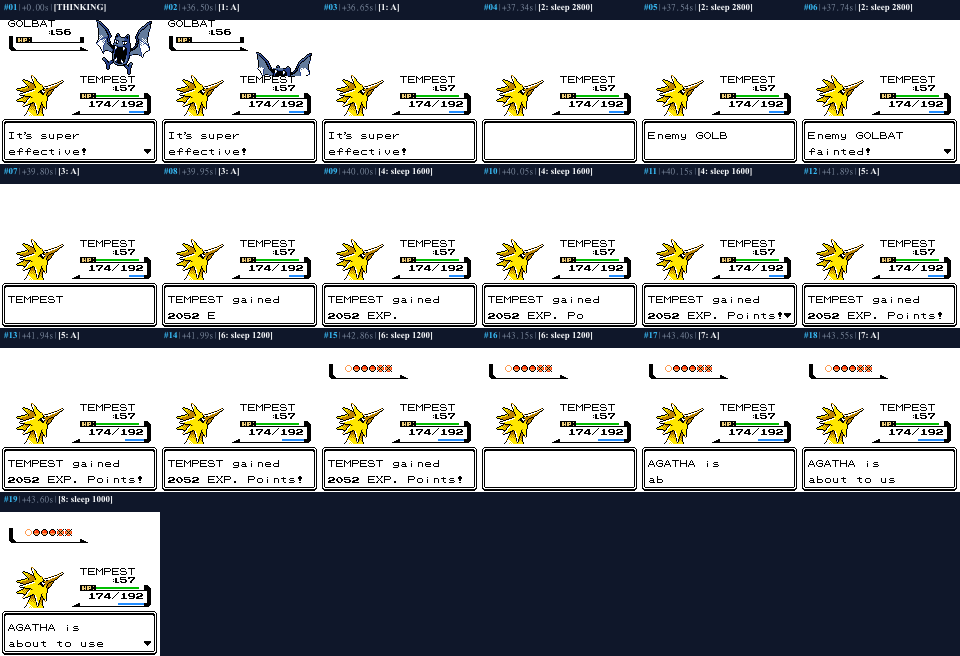 #01|+0.00s|[THINKING]
GOLBAT
:L56
HP:
TEMPEST
:L57
HP:
174/192
It's super
effective!
#02|+36.50s|[1: A]
GOLBAT
:L56
HP:
TEMPEST
:L57
HP:
174/192
It's super
effective!
#03|+36.65s|[1: A]
TEMPEST
:L57
HP:
174/192
It's super
effective!
#04|+37.34s|[2: sleep 2800]
TEMPEST
:L57
HP:
174/192
#05|+37.54s|[2: sleep 2800]
TEMPEST
:L57
HP:
174/192
Enemy GOLB
#06|+37.74s|[2: sleep 2800]
TEMPEST
:L57
HP:
174/192
Enemy GOLBAT
fainted!
#07|+39.80s|[3: A]
TEMPEST
:L57
HP:
174/192
TEMPEST
#08|+39.95s|[3: A]
TEMPEST
:L57
HP:
174/192
TEMPEST gained
2052 E
#09|+40.00s|[4: sleep 1600]
TEMPEST
:L57
HP:
174/192
TEMPEST gained
2052 EXP.
#10|+40.05s|[4: sleep 1600]
TEMPEST
:L57
HP:
174/192
TEMPEST gained
2052 EXP. Po
#11|+40.15s|[4: sleep 1600]
TEMPEST
:L57
HP:
174/192
TEMPEST gained
2052 EXP. Points!
#12|+41.89s|[5: A]
TEMPEST
:L57
HP:
174/192
TEMPEST gained
2052 EXP. Points!
#13|+41.94s|[5: A]
TEMPEST
:L57
HP:
174/192
TEMPEST gained
2052 EXP. Points!
#14|+41.99s|[6: sleep 1200]
TEMPEST
:L57
HP:
174/192
TEMPEST gained
2052 EXP. Points!
#15|+42.86s|[6: sleep 1200]
TEMPEST
:L57
HP:
174/192
TEMPEST gained
2052 EXP. Points!
#16|+43.15s|[6: sleep 1200]
TEMPEST
:L57
HP:
174/192
#17|+43.40s|[7: A]
TEMPEST
:L57
HP:
174/192
AGATHA is
ab
#18|+43.55s|[7: A]
TEMPEST
:L57
HP:
174/192
AGATHA is
about to us
#19|+43.60s|[8: sleep 1000]
TEMPEST
:L57
HP:
174/192
AGATHA is
about to use